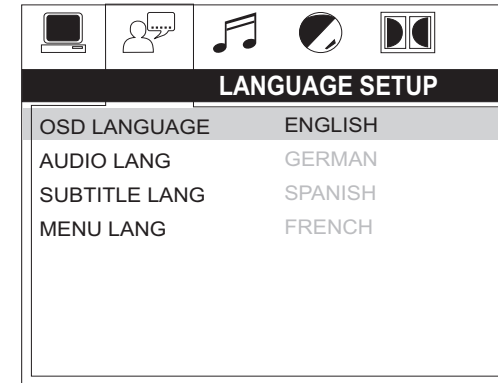 LANGUAGE SETUP
OSD LANGUAGE ENGLISH
AUDIO LANG GERMAN
SUBTITLE LANG SPANISH
MENU LANG FRENCH